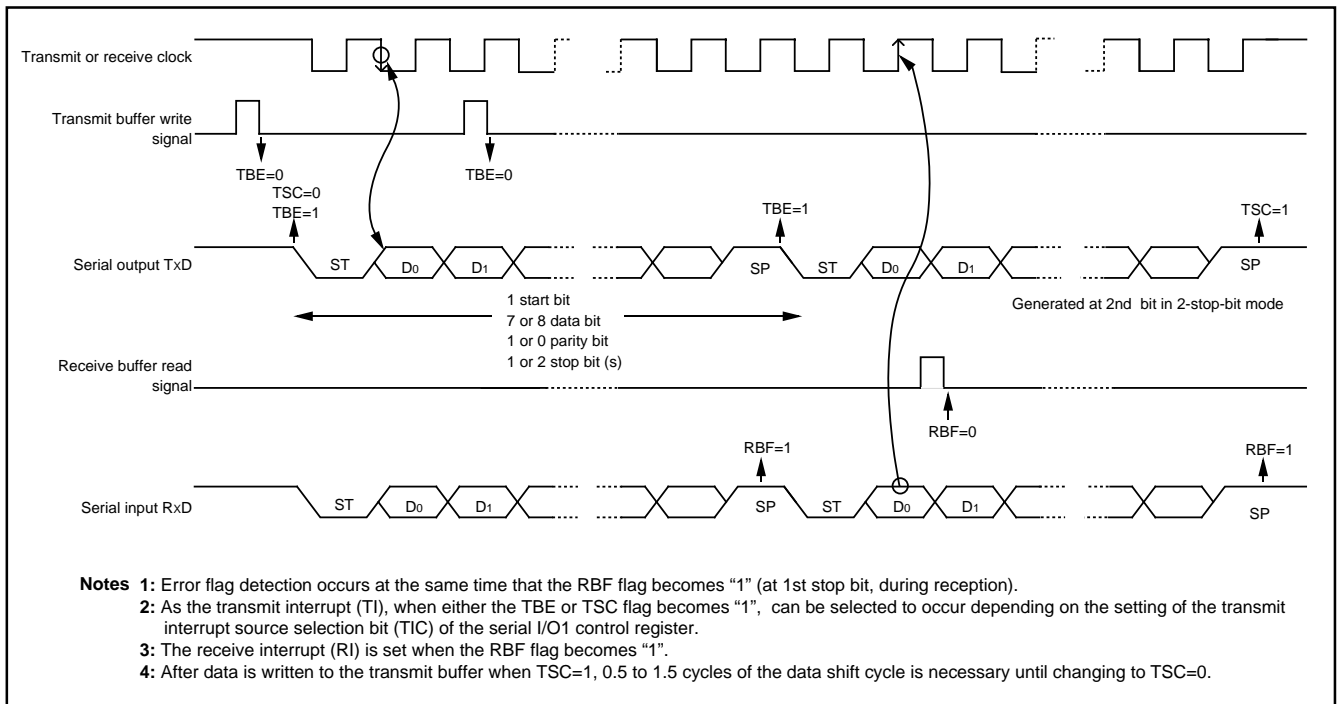 Transmit or receive clock
Transmit buffer write
signal
TBE=0
TBE=0
TSC=0
TBE=1
TBE=1
TSC=1
Serial output TxD
ST
D0
D1
SP
ST
D0
D1
SP
1 start bit
7 or 8 data bit
1 or 0 parity bit
1 or 2 stop bit (s)
Generated at 2nd bit in 2-stop-bit mode
Receive buffer read
signal
RBF=0
RBF=1
RBF=1
Serial input RxD
ST
D0
D1
SP
ST
D0
D1
SP
Notes 1: Error flag detection occurs at the same time that the RBF flag becomes “1” (at 1st stop bit, during reception).
2: As the transmit interrupt (TI), when either the TBE or TSC flag becomes “1”, can be selected to occur depending on the setting of the transmit
interrupt source selection bit (TIC) of the serial I/O1 control register.
3: The receive interrupt (RI) is set when the RBF flag becomes “1”.
4: After data is written to the transmit buffer when TSC=1, 0.5 to 1.5 cycles of the data shift cycle is necessary until changing to TSC=0.